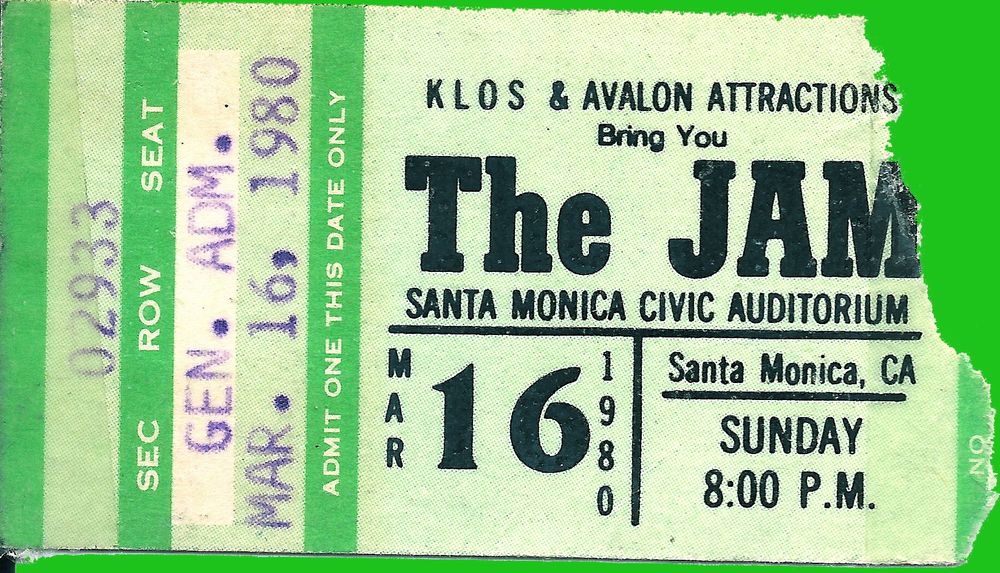 02933
SEC ROW SEAT
GEN. ADM.
MAR. 16, 1980
ADMIT ONE THIS DATE ONLY
KLOS & AVALON ATTRACTIONS
Bring You
The JAM
SANTA MONICA CIVIC AUDITORIUM
MAR 16 1980
Santa Monica, CA
SUNDAY
8:00 P.M.
NO